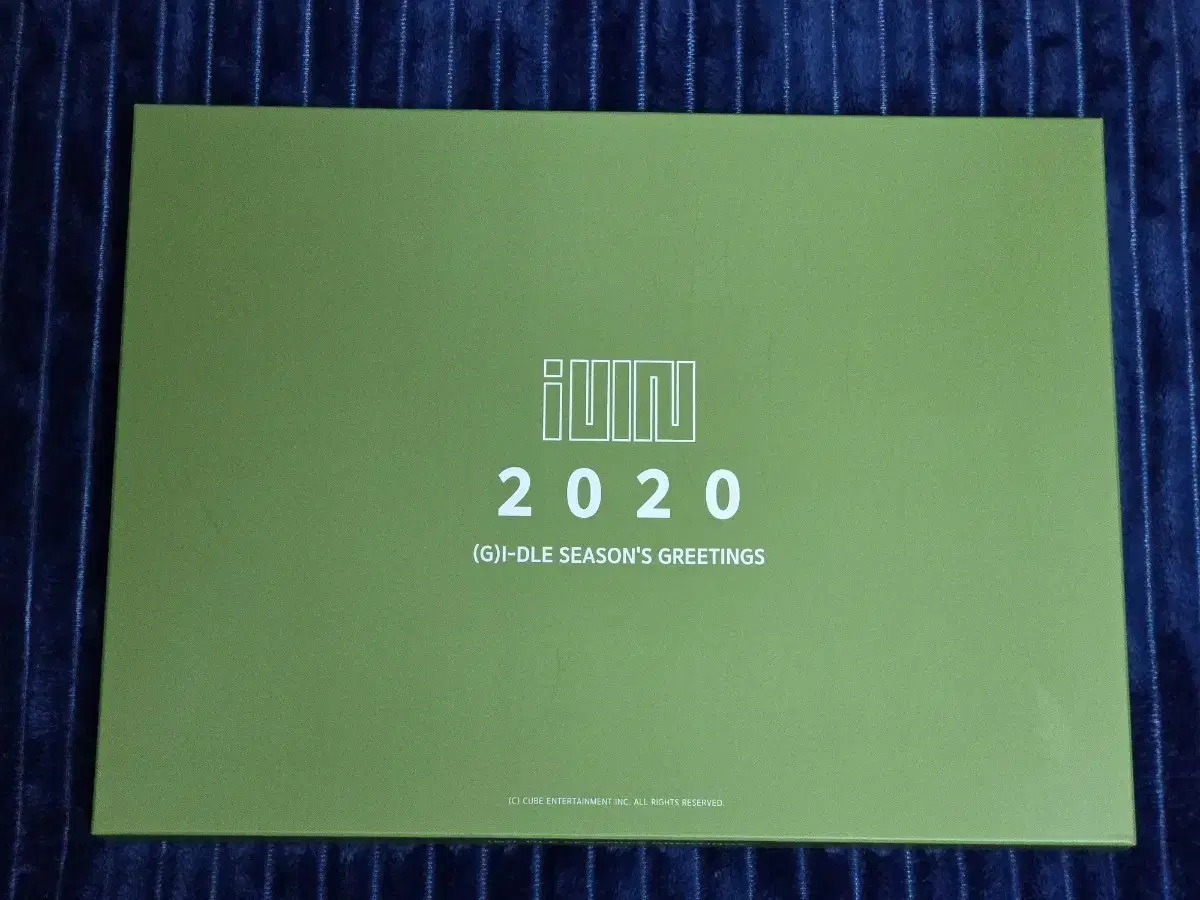 2020
(G)I-DLE SEASON'S GREETINGS
(C) CUBE ENTERTAINMENT INC. ALL RIGHTS RESERVED.